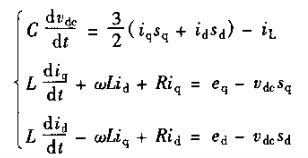 C dv_dc/dt = 3/2 ( i_q s_q + i_d s_d ) − i_L
L di_q/dt + ωLi_d + Ri_q = e_q − v_dc s_q
L di_d/dt − ωLi_q + Ri_d = e_d − v_dc s_d